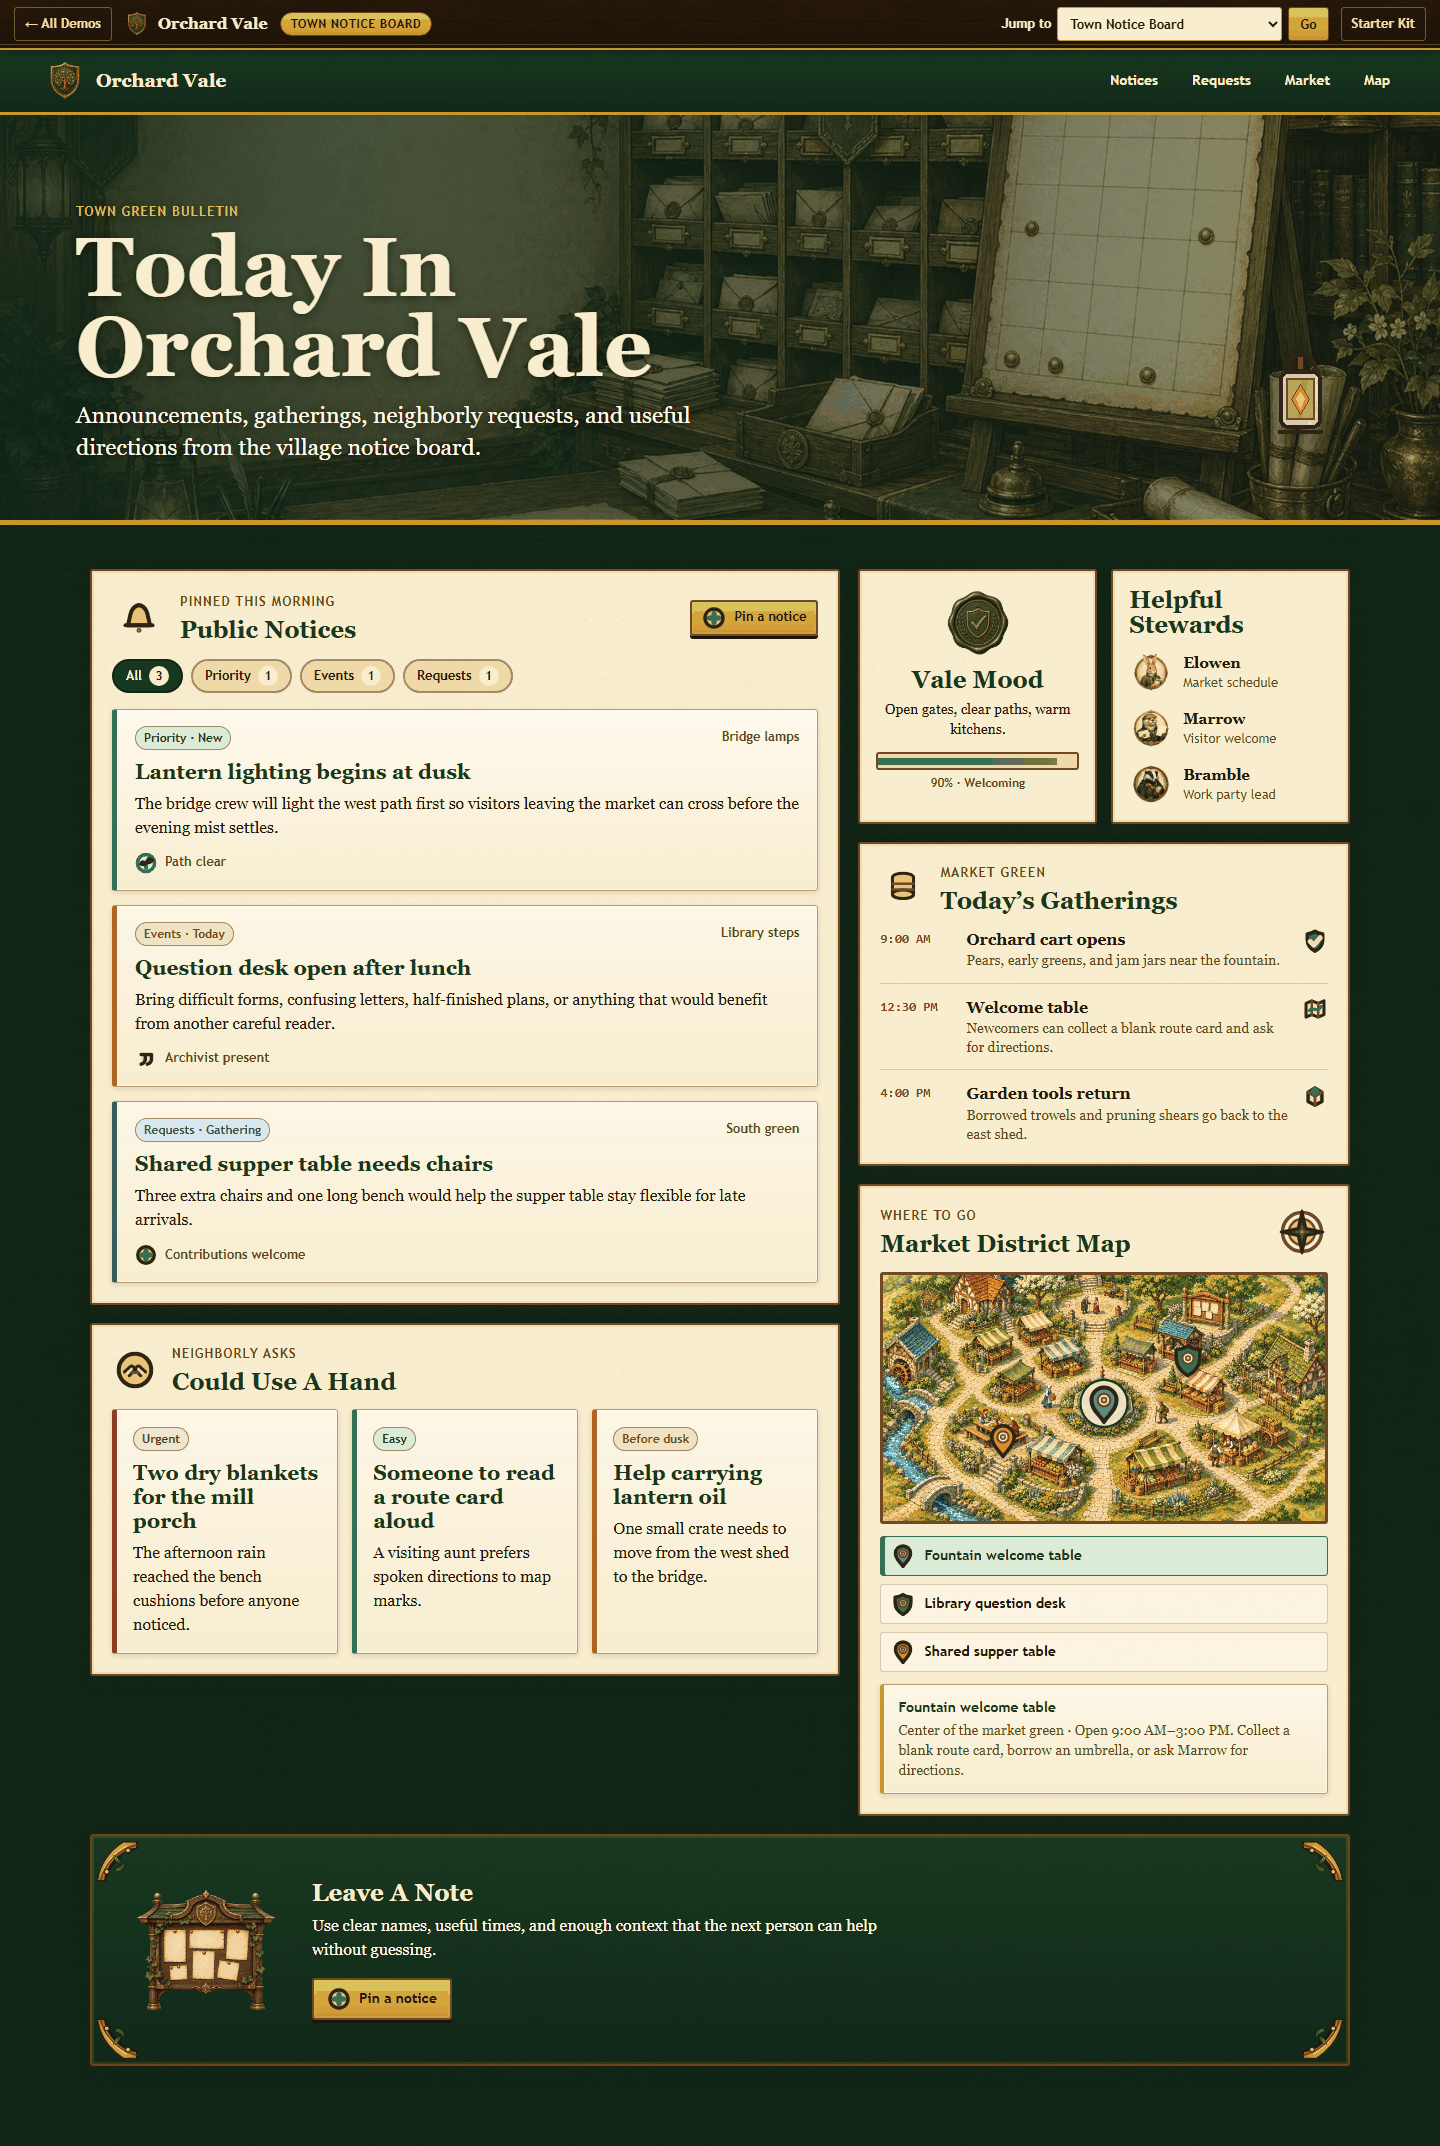 ← All Demos
Orchard Vale
TOWN NOTICE BOARD
Jump to
Town Notice Board
Go
Starter Kit
Orchard Vale
Notices
Requests
Market
Map
TOWN GREEN BULLETIN
Today In
Orchard Vale
Announcements, gatherings, neighborly requests, and useful
directions from the village notice board.
PINNED THIS MORNING
Public Notices
Pin a notice
All 3
Priority 1
Events 1
Requests 1
Priority · New
Bridge lamps
Lantern lighting begins at dusk
The bridge crew will light the west path first so visitors leaving the market can cross before the
evening mist settles.
Path clear
Events · Today
Library steps
Question desk open after lunch
Bring difficult forms, confusing letters, half-finished plans, or anything that would benefit
from another careful reader.
Archivist present
Requests · Gathering
South green
Shared supper table needs chairs
Three extra chairs and one long bench would help the supper table stay flexible for late
arrivals.
Contributions welcome
NEIGHBORLY ASKS
Could Use A Hand
Urgent
Two dry blankets
for the mill
porch
The afternoon rain
reached the bench
cushions before anyone
noticed.
Easy
Someone to read
a route card
aloud
A visiting aunt prefers
spoken directions to map
marks.
Before dusk
Help carrying
lantern oil
One small crate needs to
move from the west shed
to the bridge.
Vale Mood
Open gates, clear paths, warm
kitchens.
90% · Welcoming
Helpful
Stewards
Elowen
Market schedule
Marrow
Visitor welcome
Bramble
Work party lead
MARKET GREEN
Today’s Gatherings
9:00 AM
Orchard cart opens
Pears, early greens, and jam jars near the fountain.
12:30 PM
Welcome table
Newcomers can collect a blank route card and ask
for directions.
4:00 PM
Garden tools return
Borrowed trowels and pruning shears go back to the
east shed.
WHERE TO GO
Market District Map
Fountain welcome table
Library question desk
Shared supper table
Fountain welcome table
Center of the market green · Open 9:00 AM–3:00 PM. Collect a
blank route card, borrow an umbrella, or ask Marrow for
directions.
Leave A Note
Use clear names, useful times, and enough context that the next person can help
without guessing.
Pin a notice